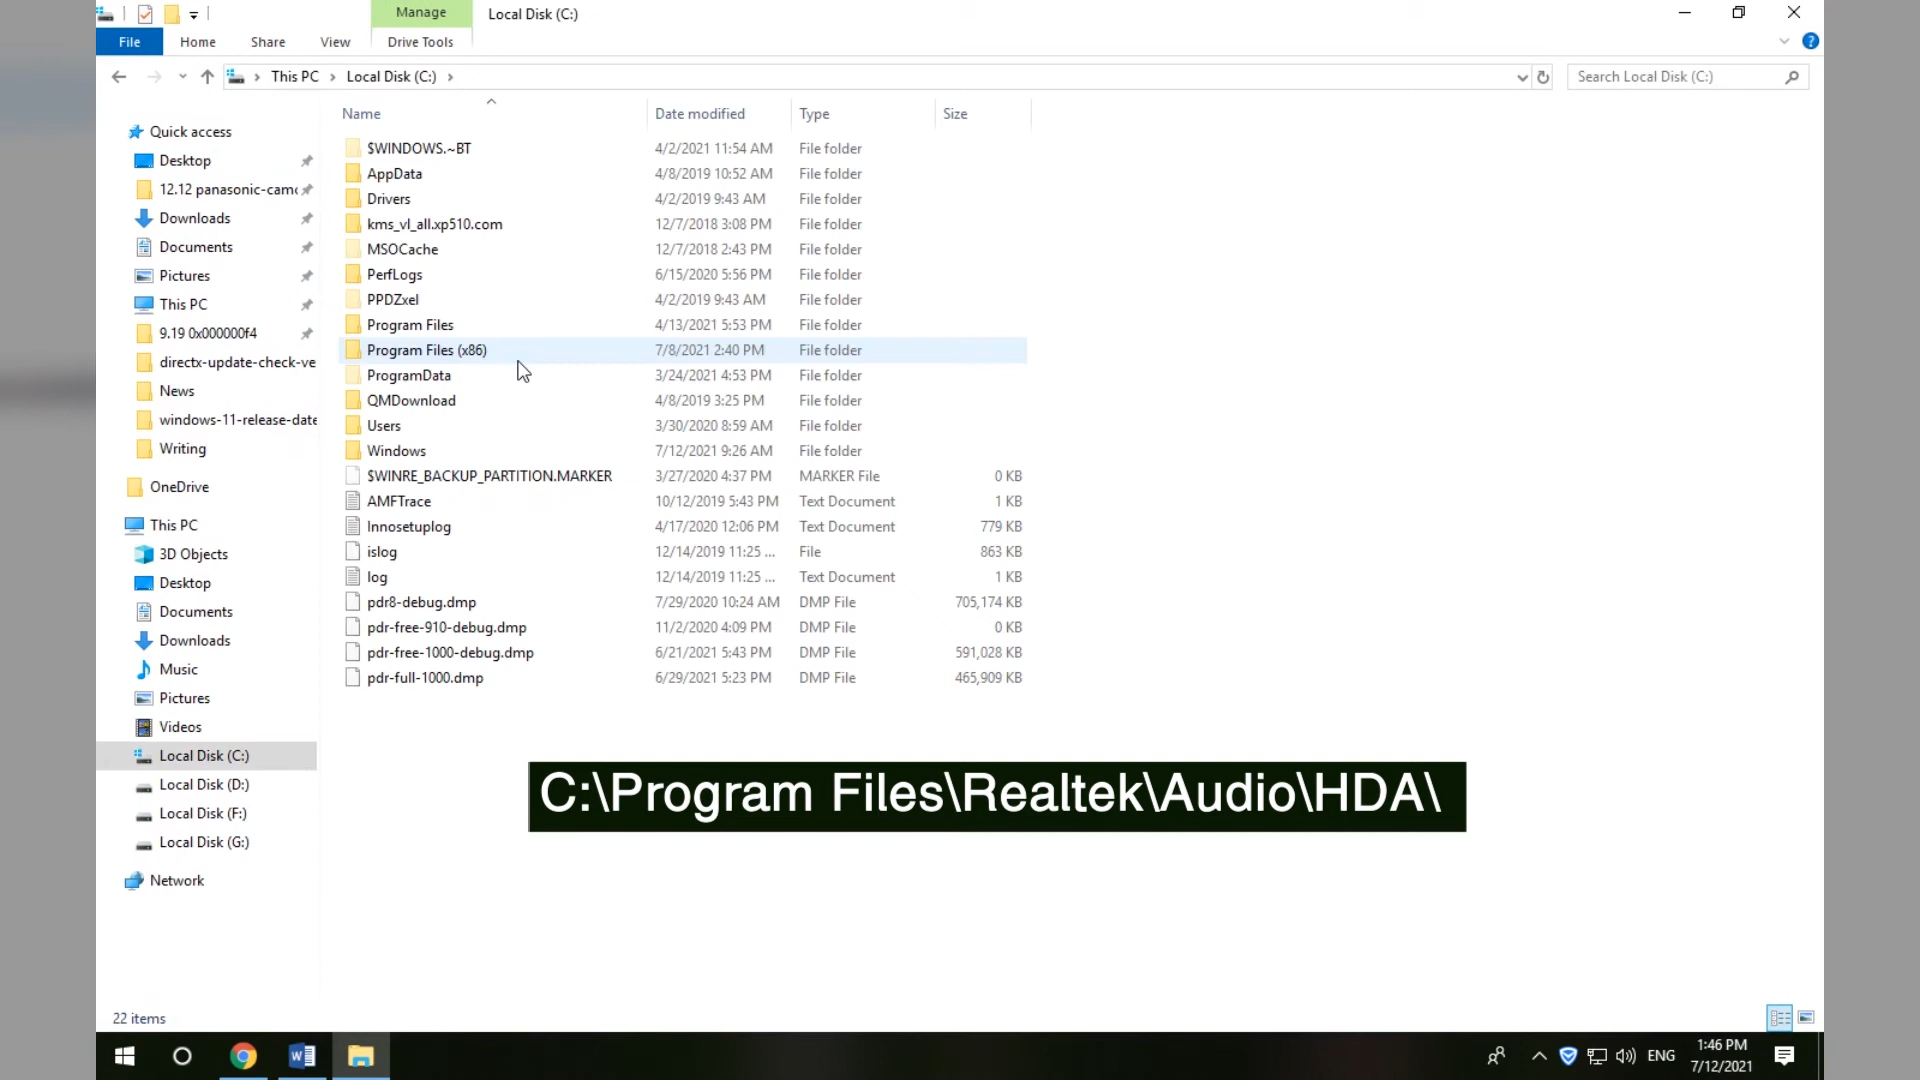 Manage
Local Disk (C:)
File
Home
Share
View
Drive Tools
This PC
Local Disk (C:)
Search Local Disk (C:)
Name
Date modified
Type
Size
Quick access
Desktop
12.12 panasonic-camc
Downloads
Documents
Pictures
This PC
9.19 0x000000f4
directx-update-check-ve
News
windows-11-release-date
Writing
OneDrive
This PC
3D Objects
Desktop
Documents
Downloads
Music
Pictures
Videos
Local Disk (C:)
Local Disk (D:)
Local Disk (F:)
Local Disk (G:)
Network
$WINDOWS.~BT 4/2/2021 11:54 AM File folder
AppData 4/8/2019 10:52 AM File folder
Drivers 4/2/2019 9:43 AM File folder
kms_vl_all.xp510.com 12/7/2018 3:08 PM File folder
MSOCache 12/7/2018 2:43 PM File folder
PerfLogs 6/15/2020 5:56 PM File folder
PPDZxel 4/2/2019 9:43 AM File folder
Program Files 4/13/2021 5:53 PM File folder
Program Files (x86) 7/8/2021 2:40 PM File folder
ProgramData 3/24/2021 4:53 PM File folder
QMDownload 4/8/2019 3:25 PM File folder
Users 3/30/2020 8:59 AM File folder
Windows 7/12/2021 9:26 AM File folder
$WINRE_BACKUP_PARTITION.MARKER 3/27/2020 4:37 PM MARKER File 0 KB
AMFTrace 10/12/2019 5:43 PM Text Document 1 KB
Innosetuplog 4/17/2020 12:06 PM Text Document 779 KB
islog 12/14/2019 11:25 ... File 863 KB
log 12/14/2019 11:25 ... Text Document 1 KB
pdr8-debug.dmp 7/29/2020 10:24 AM DMP File 705,174 KB
pdr-free-910-debug.dmp 11/2/2020 4:09 PM DMP File 0 KB
pdr-free-1000-debug.dmp 6/21/2021 5:43 PM DMP File 591,028 KB
pdr-full-1000.dmp 6/29/2021 5:23 PM DMP File 465,909 KB
C:\Program Files\Realtek\Audio\HDA\
22 items
ENG
1:46 PM
7/12/2021